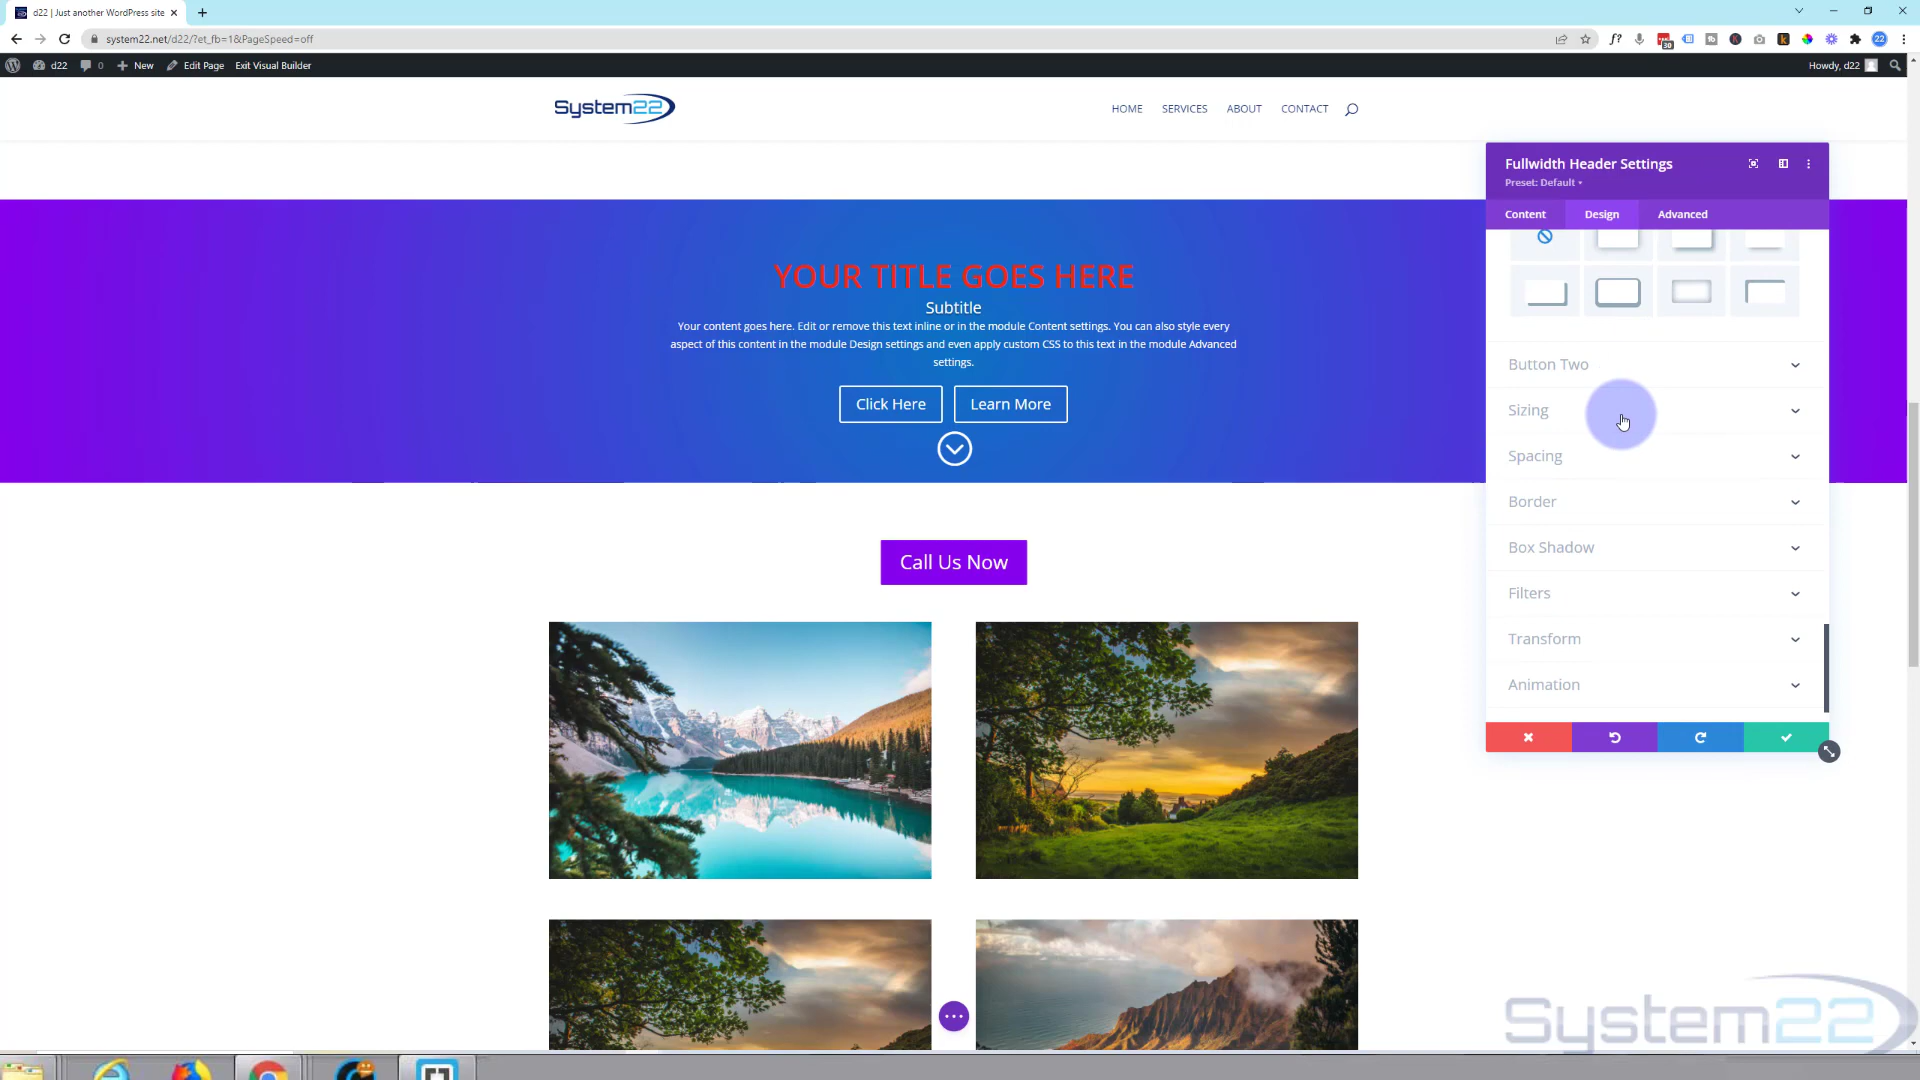 d22 | Just another WordPress site
system22.net/d22/?et_fb=1&PageSpeed=off
f?
30
22
d22
0
New
Edit Page
Exit Visual Builder
Howdy, d22
System22
HOME
SERVICES
ABOUT
CONTACT
Fullwidth Header Settings
Preset: Default
Content
Design
Advanced
YOUR TITLE GOES HERE
Subtitle
Your content goes here. Edit or remove this text inline or in the module Content settings. You can also style every
aspect of this content in the module Design settings and even apply custom CSS to this text in the module Advanced
settings.
Click Here
Learn More
Button Two
Sizing
Spacing
Border
Box Shadow
Filters
Transform
Animation
Call Us Now
System22